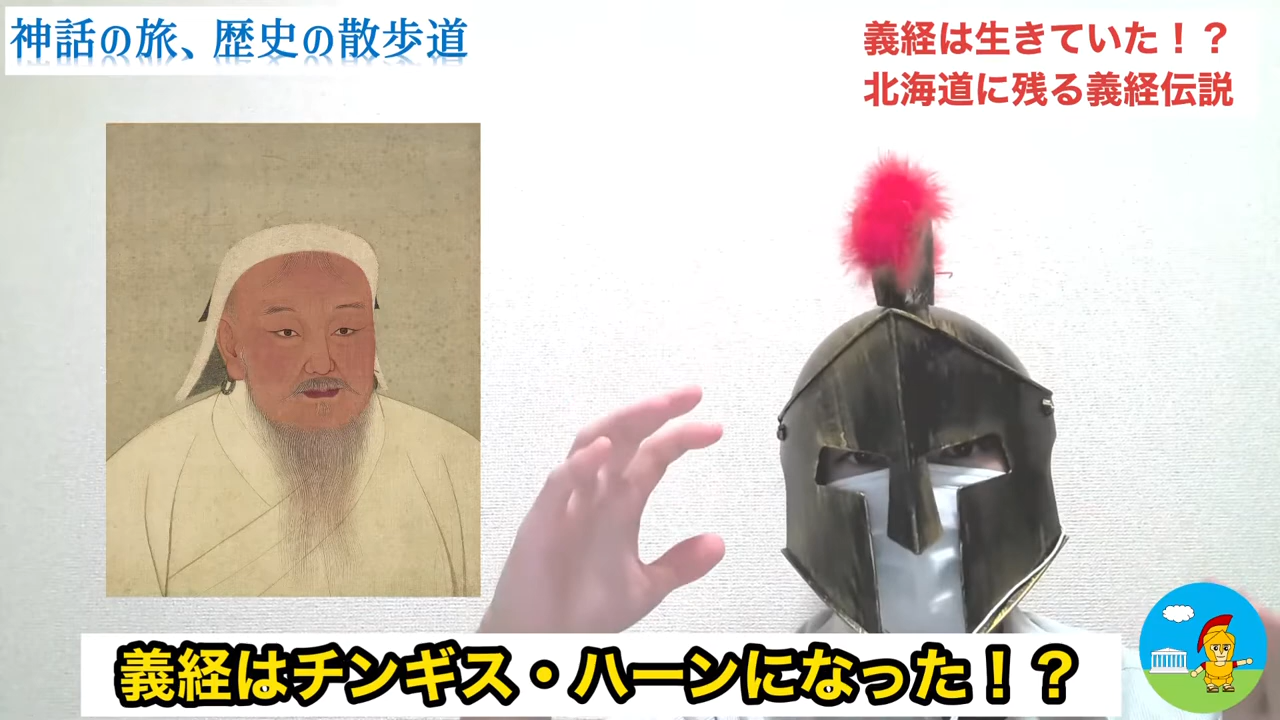 神話の旅、歴史の散歩道
義経は生きていた！？
北海道に残る義経伝説
義経はチンギス・ハーンになった！？